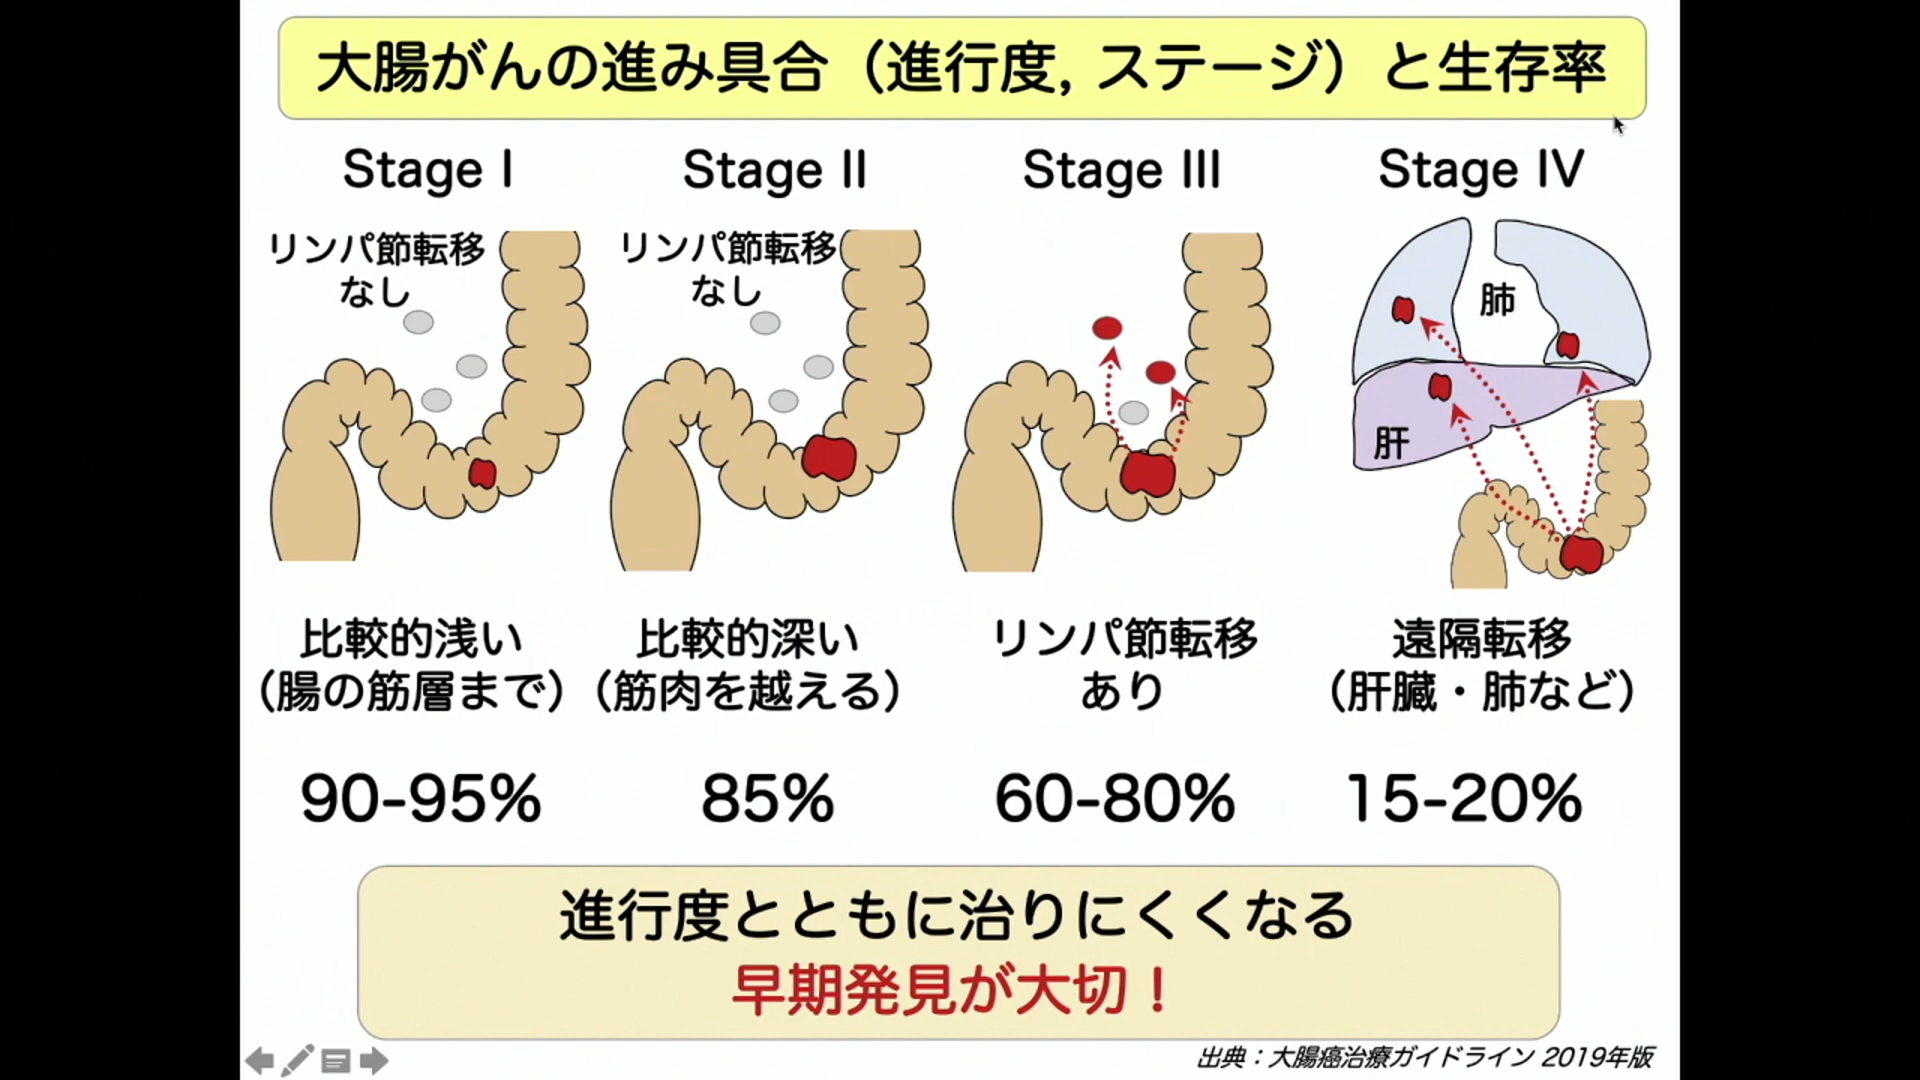 大腸がんの進み具合（進行度, ステージ）と生存率
Stage I
Stage II
Stage III
Stage IV
リンパ節転移
なし
リンパ節転移
なし
肺
肝
比較的浅い
（腸の筋層まで）
比較的深い
（筋肉を越える）
リンパ節転移
あり
遠隔転移
（肝臓・肺など）
90-95%
85%
60-80%
15-20%
進行度とともに治りにくくなる
早期発見が大切！
出典：大腸癌治療ガイドライン 2019年版